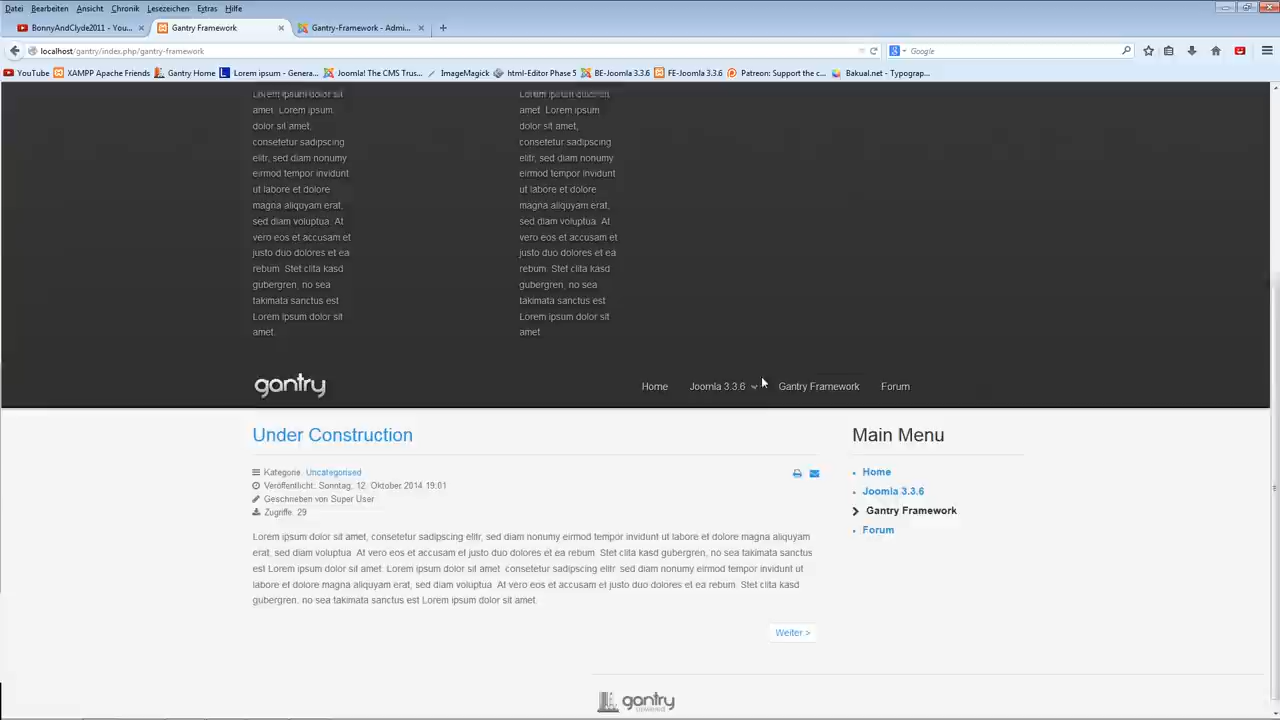 Datei Bearbeiten Ansicht Chronik Lesezeichen Extras Hilfe
BonnyAndClyde2011 - You... Gantry Framework Gantry-Framework - Admi...
localhost/gantry/index.php/gantry-framework Google
YouTube XAMPP Apache Friends Gantry Home Lorem ipsum - Genera... Joomla! The CMS Trus... ImageMagick html-Editor Phase 5 BE-Joomla 3.3.6 FE-Joomla 3.3.6 Patreon: Support the c... Bakual.net - Typograp...
Lorem ipsum dolor sit
amet. Lorem ipsum
dolor sit amet,
consetetur sadipscing
elitr, sed diam nonumy
eirmod tempor invidunt
ut labore et dolore
magna aliquyam erat,
sed diam voluptua. At
vero eos et accusam et
justo duo dolores et ea
rebum. Stet clita kasd
gubergren, no sea
takimata sanctus est
Lorem ipsum dolor sit
amet.
Lorem ipsum dolor sit
amet. Lorem ipsum
dolor sit amet,
consetetur sadipscing
elitr, sed diam nonumy
eirmod tempor invidunt
ut labore et dolore
magna aliquyam erat,
sed diam voluptua. At
vero eos et accusam et
justo duo dolores et ea
rebum. Stet clita kasd
gubergren, no sea
takimata sanctus est
Lorem ipsum dolor sit
amet.
gantry Home Joomla 3.3.6 Gantry Framework Forum
Under Construction
Kategorie: Uncategorised
Veröffentlicht: Sonntag, 12. Oktober 2014 19:01
Geschrieben von Super User
Zugriffe: 29
Lorem ipsum dolor sit amet, consetetur sadipscing elitr, sed diam nonumy eirmod tempor invidunt ut labore et dolore magna aliquyam
erat, sed diam voluptua. At vero eos et accusam et justo duo dolores et ea rebum. Stet clita kasd gubergren, no sea takimata sanctus
est Lorem ipsum dolor sit amet. Lorem ipsum dolor sit amet, consetetur sadipscing elitr, sed diam nonumy eirmod tempor invidunt ut
labore et dolore magna aliquyam erat, sed diam voluptua. At vero eos et accusam et justo duo dolores et ea rebum. Stet clita kasd
gubergren, no sea takimata sanctus est Lorem ipsum dolor sit amet.
Weiter >
Main Menu
Home
Joomla 3.3.6
Gantry Framework
Forum
gantry
powered